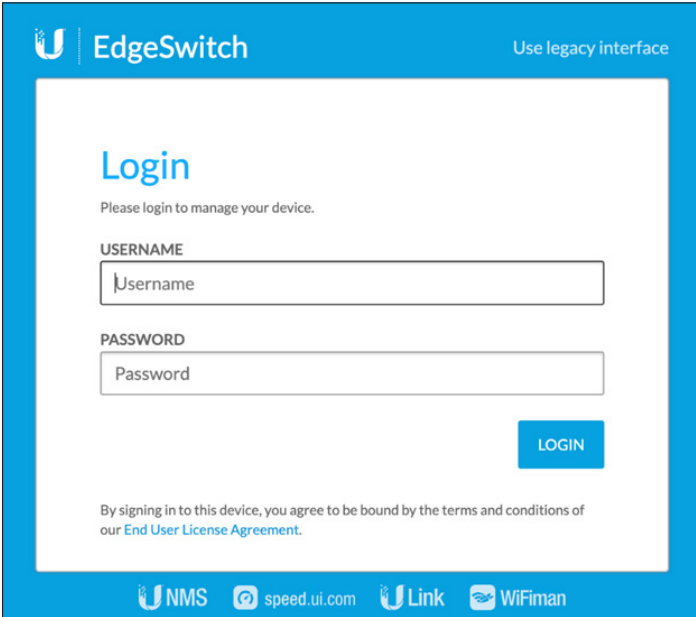 EdgeSwitch
Use legacy interface
Login
Please login to manage your device.
USERNAME
Username
PASSWORD
Password
LOGIN
By signing in to this device, you agree to be bound by the terms and conditions of
our End User License Agreement.
UNMS speed.ui.com ULink WiFiman